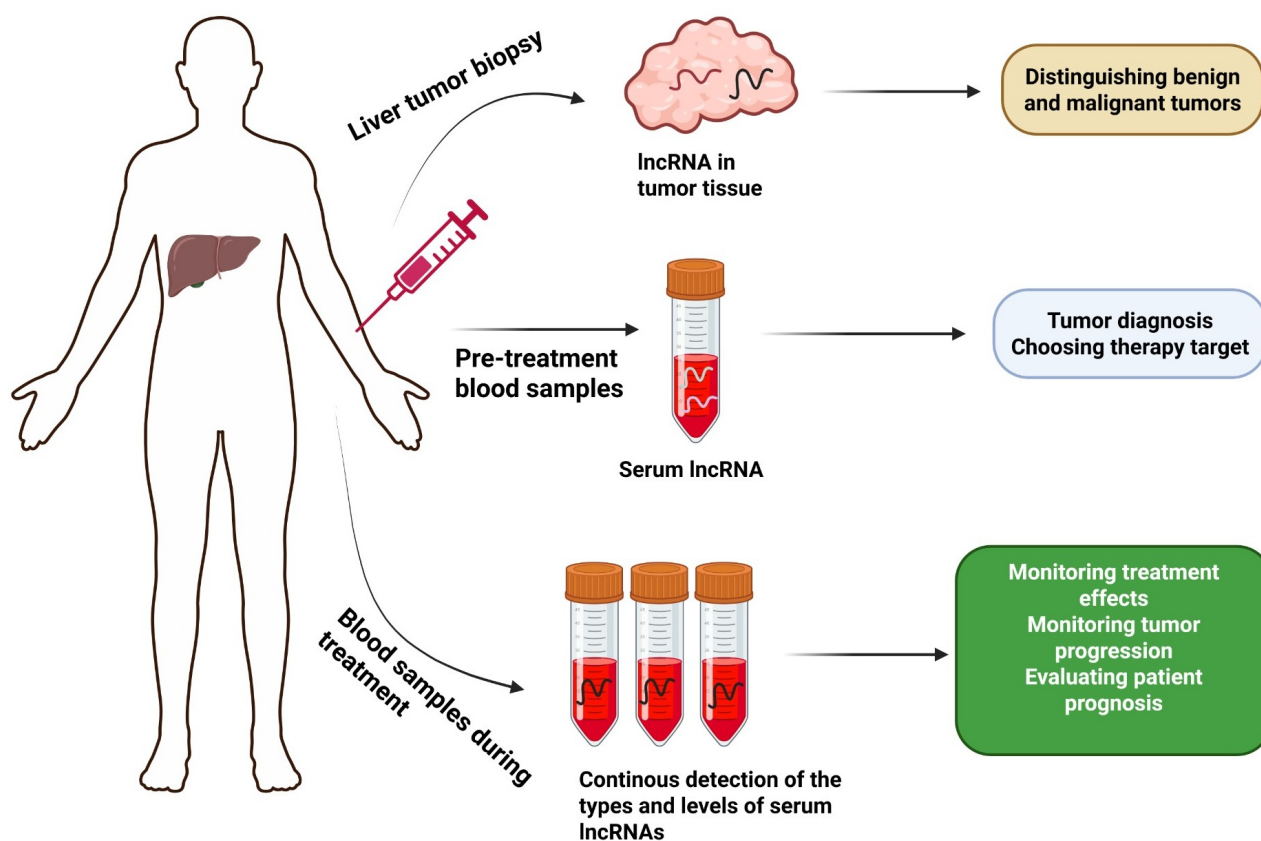 Liver tumor biopsy
lncRNA in
tumor tissue
Distinguishing benign
and malignant tumors
Pre-treatment
blood samples
Serum lncRNA
Tumor diagnosis
Choosing therapy target
Blood samples during
treatment
Continous detection of the
types and levels of serum
lncRNAs
Monitoring treatment
effects
Monitoring tumor
progression
Evaluating patient
prognosis